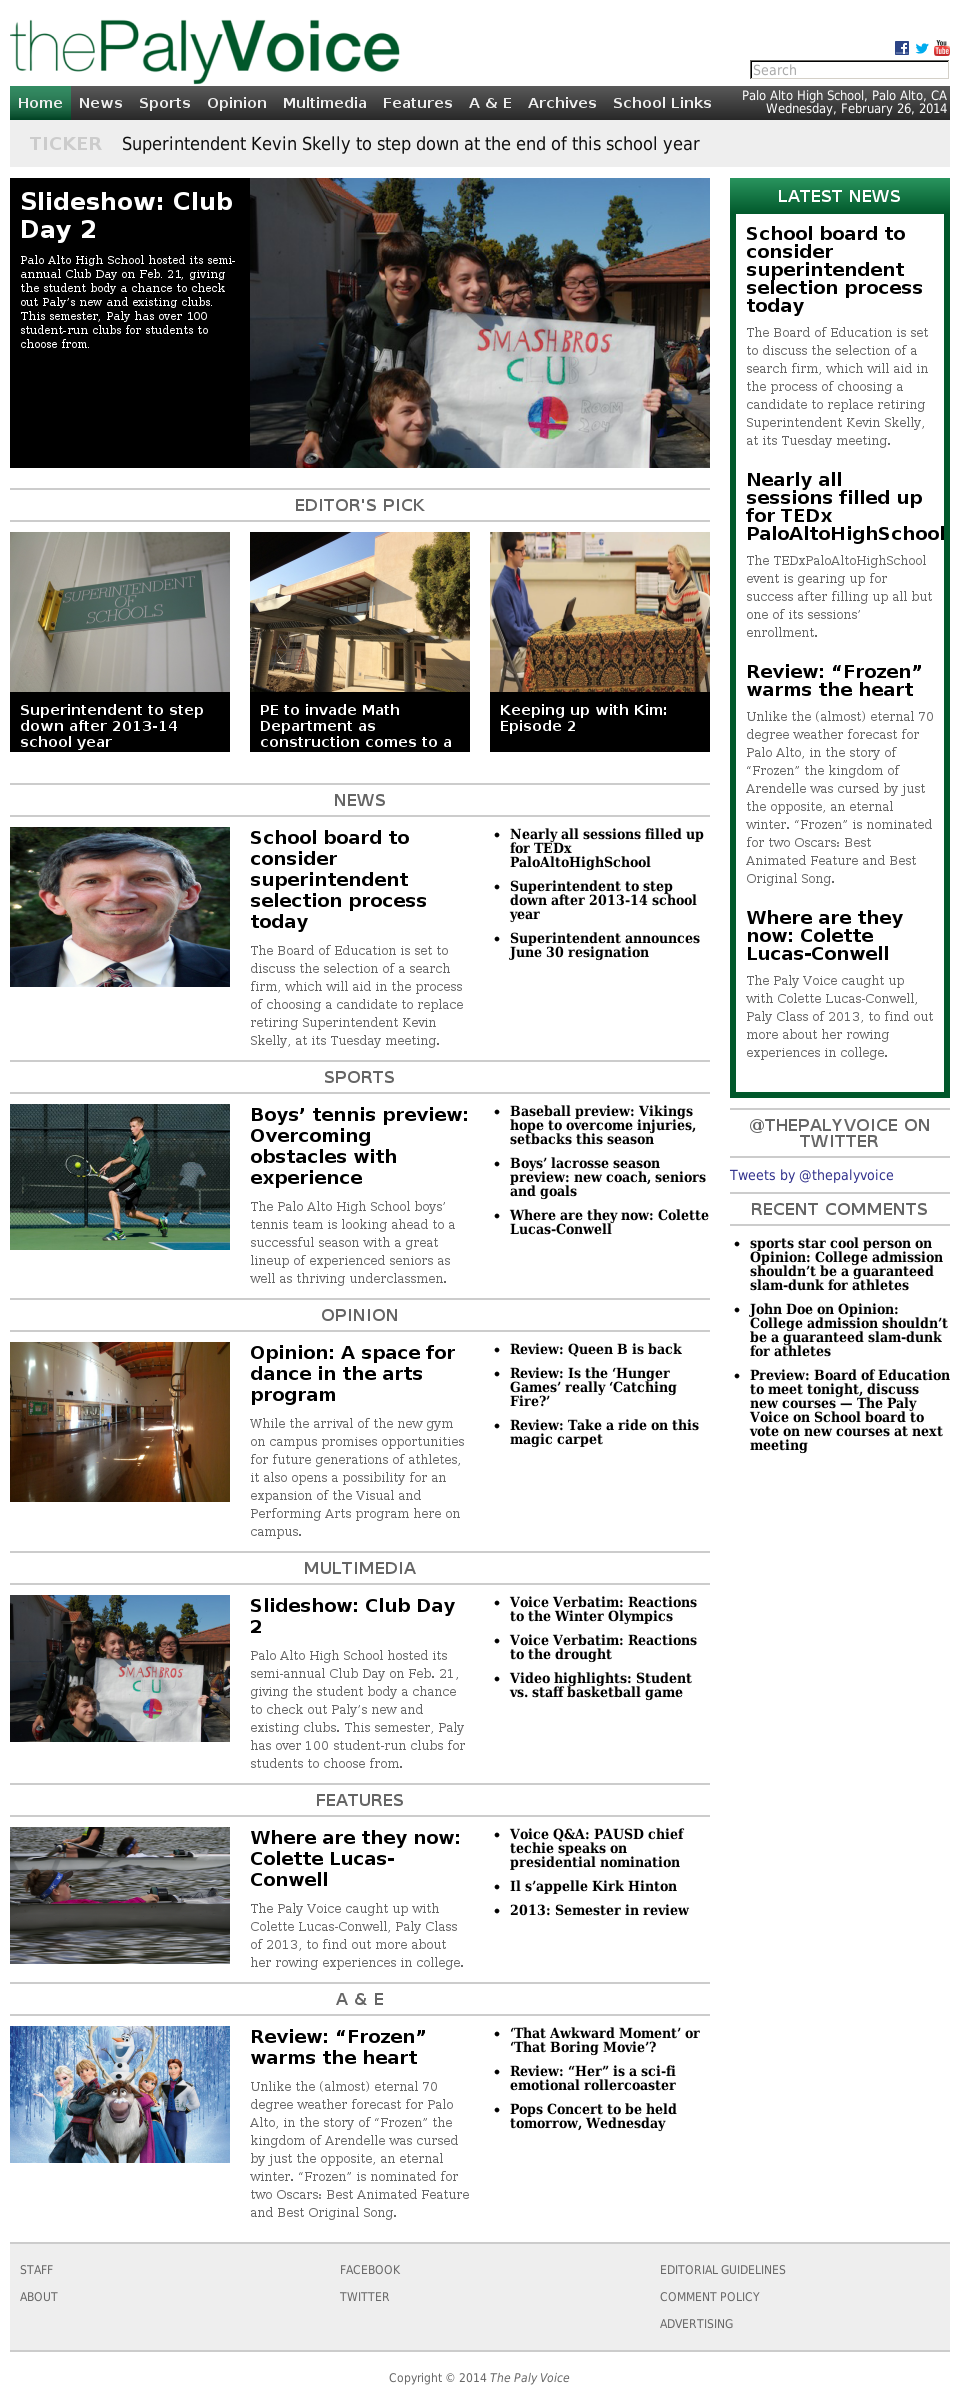 thePalyVoice
Search
Home News Sports Opinion Multimedia Features A & E Archives School Links
Palo Alto High School, Palo Alto, CA
Wednesday, February 26, 2014
TICKER Superintendent Kevin Skelly to step down at the end of this school year
Slideshow: Club
Day 2
Palo Alto High School hosted its semi-
annual Club Day on Feb. 21, giving
the student body a chance to check
out Paly’s new and existing clubs.
This semester, Paly has over 100
student-run clubs for students to
choose from.
SMASH BROS
CLUB
EDITOR'S PICK
SUPERINTENDENT
OF
SCHOOLS
Superintendent to step
down after 2013-14
school year
PE to invade Math
Department as
construction comes to a
Keeping up with Kim:
Episode 2
NEWS
School board to
consider
superintendent
selection process
today
The Board of Education is set to
discuss the selection of a search
firm, which will aid in the process
of choosing a candidate to replace
retiring Superintendent Kevin
Skelly, at its Tuesday meeting.
Nearly all sessions filled up
for TEDx
PaloAltoHighSchool
Superintendent to step
down after 2013-14 school
year
Superintendent announces
June 30 resignation
SPORTS
Boys’ tennis preview:
Overcoming
obstacles with
experience
The Palo Alto High School boys’
tennis team is looking ahead to a
successful season with a great
lineup of experienced seniors as
well as thriving underclassmen.
Baseball preview: Vikings
hope to overcome injuries,
setbacks this season
Boys’ lacrosse season
preview: new coach, seniors
and goals
Where are they now: Colette
Lucas-Conwell
OPINION
Opinion: A space for
dance in the arts
program
While the arrival of the new gym
on campus promises opportunities
for future generations of athletes,
it also opens a possibility for an
expansion of the Visual and
Performing Arts program here on
campus.
Review: Queen B is back
Review: Is the ‘Hunger
Games’ really ‘Catching
Fire?’
Review: Take a ride on this
magic carpet
MULTIMEDIA
SMASH BROS
Slideshow: Club Day
2
Palo Alto High School hosted its
semi-annual Club Day on Feb. 21,
giving the student body a chance
to check out Paly’s new and
existing clubs. This semester, Paly
has over 100 student-run clubs for
students to choose from.
Voice Verbatim: Reactions
to the Winter Olympics
Voice Verbatim: Reactions
to the drought
Video highlights: Student
vs. staff basketball game
FEATURES
Where are they now:
Colette Lucas-
Conwell
The Paly Voice caught up with
Colette Lucas-Conwell, Paly Class
of 2013, to find out more about
her rowing experiences in college.
Voice Q&A: PAUSD chief
techie speaks on
presidential nomination
Il s’appelle Kirk Hinton
2013: Semester in review
A & E
Review: “Frozen”
warms the heart
Unlike the (almost) eternal 70
degree weather forecast for Palo
Alto, in the story of “Frozen” the
kingdom of Arendelle was cursed
by just the opposite, an eternal
winter. “Frozen” is nominated for
two Oscars: Best Animated Feature
and Best Original Song.
‘That Awkward Moment’ or
‘That Boring Movie’?
Review: “Her” is a sci-fi
emotional rollercoaster
Pops Concert to be held
tomorrow, Wednesday
LATEST NEWS
School board to
consider
superintendent
selection process
today
The Board of Education is set
to discuss the selection of a
search firm, which will aid in
the process of choosing a
candidate to replace retiring
Superintendent Kevin Skelly,
at its Tuesday meeting.
Nearly all
sessions filled up
for TEDx
PaloAltoHighSchool
The TEDxPaloAltoHighSchool
event is gearing up for
success after filling up all but
one of its sessions’
enrollment.
Review: “Frozen”
warms the heart
Unlike the (almost) eternal 70
degree weather forecast for
Palo Alto, in the story of
“Frozen” the kingdom of
Arendelle was cursed by just
the opposite, an eternal
winter. “Frozen” is nominated
for two Oscars: Best
Animated Feature and Best
Original Song.
Where are they
now: Colette
Lucas-Conwell
The Paly Voice caught up
with Colette Lucas-Conwell,
Paly Class of 2013, to find out
more about her rowing
experiences in college.
@THEPALYVOICE ON
TWITTER
Tweets by @thepalyvoice
RECENT COMMENTS
sports star cool person on
Opinion: College admission
shouldn’t be a guaranteed
slam-dunk for athletes
John Doe on Opinion:
College admission shouldn’t
be a guaranteed slam-dunk
for athletes
Preview: Board of Education
to meet tonight, discuss
new courses — The Paly
Voice on School board to
vote on new courses at next
meeting
STAFF
ABOUT
FACEBOOK
TWITTER
EDITORIAL GUIDELINES
COMMENT POLICY
ADVERTISING
Copyright © 2014 The Paly Voice